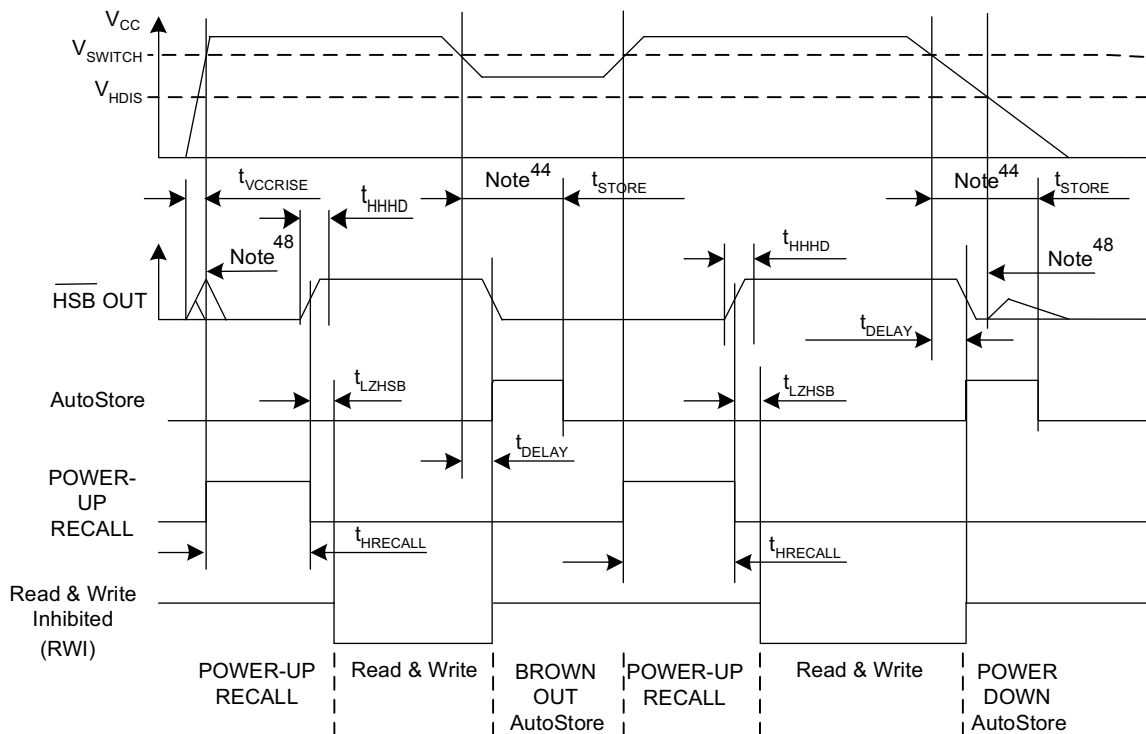 VCC
VSWITCH
VHDIS
tVCCRISE
tHHHD
Note44
tSTORE
Note44
tSTORE
Note48
tHHHD
Note48
HSB OUT
tDELAY
tLZHSB
tLZHSB
AutoStore
tDELAY
POWER-
UP
RECALL
tHRECALL
tHRECALL
Read & Write
Inhibited
(RWI)
POWER-UP
RECALL
Read & Write
BROWN
OUT
AutoStore
POWER-UP
RECALL
Read & Write
POWER
DOWN
AutoStore